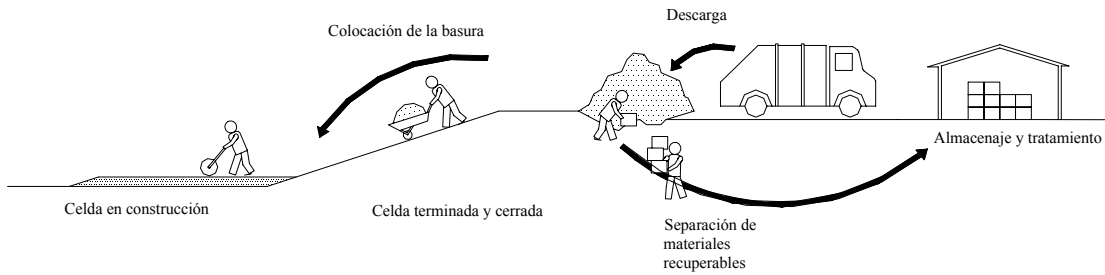 Descarga
Colocación de la basura
Almacenaje y tratamiento
Celda en construcción
Celda terminada y cerrada
Separación de
materiales
recuperables